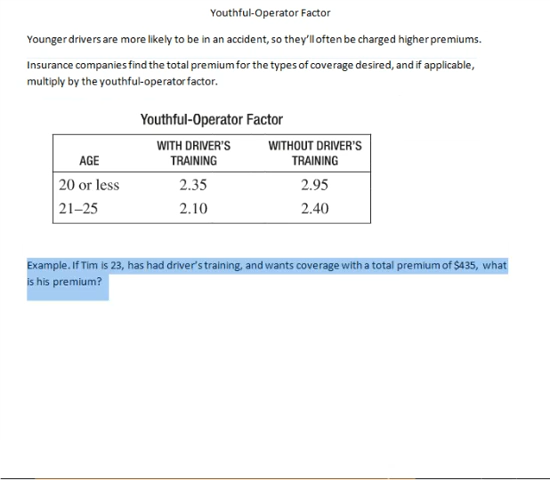 Youthful-Operator Factor
Younger drivers are more likely to be in an accident, so they'll often be charged higher premiums.
Insurance companies find the total premium for the types of coverage desired, and if applicable,
multiply by the youthful-operator factor.
Youthful-Operator Factor
AGE WITH DRIVER'S TRAINING WITHOUT DRIVER'S TRAINING
20 or less 2.35 2.95
21–25 2.10 2.40
Example. If Tim is 23, has had driver's training, and wants coverage with a total premium of $435, what
is his premium?